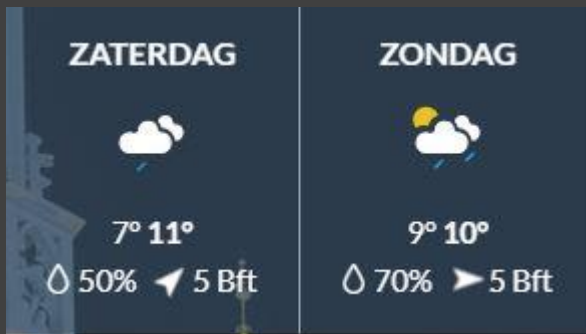 ZATERDAG
7° 11°
50% 5 Bft
ZONDAG
9° 10°
70% 5 Bft